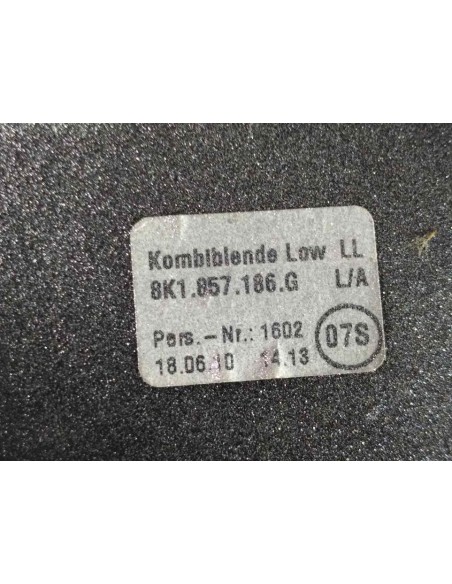 Kombiblende Low LL
8K1.857.186.G L/A
Pers.-Nr.: 1602 07S
18.06.10 14.13